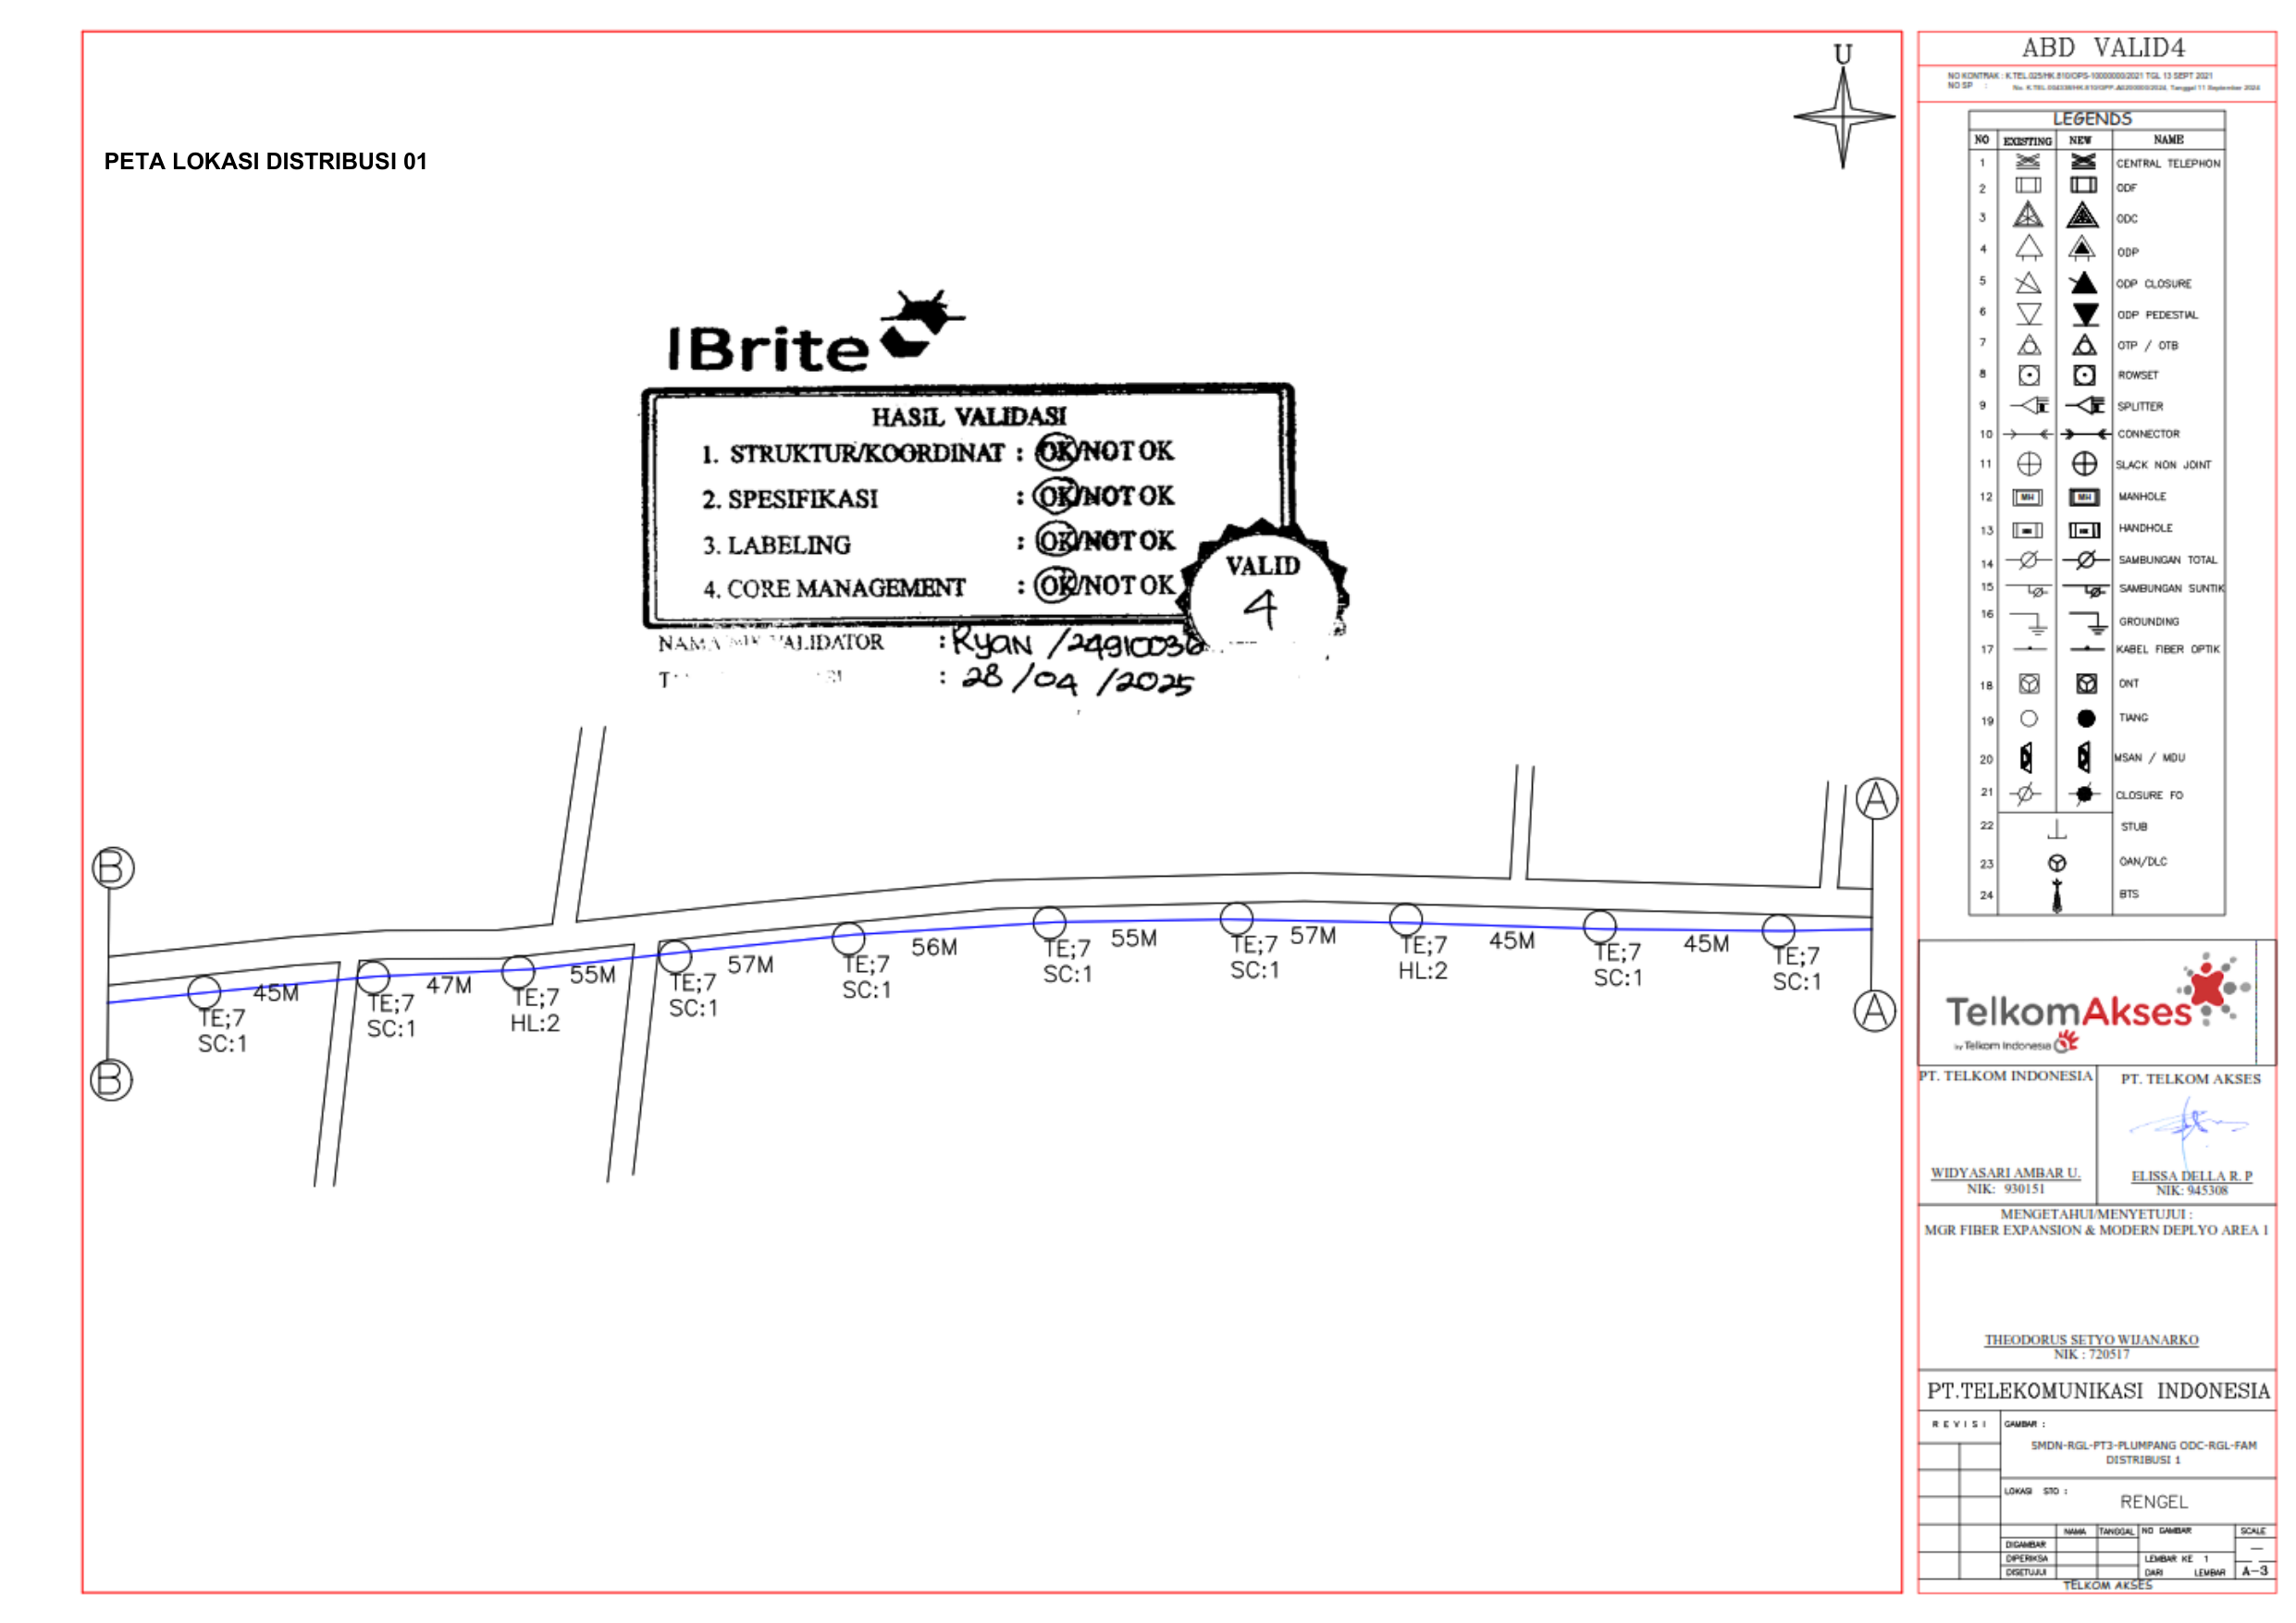 U
PETA LOKASI DISTRIBUSI 01
IBrite
HASIL VALIDASI
1. STRUKTUR/KOORDINAT : OK/NOT OK
2. SPESIFIKASI : OK/NOT OK
3. LABELING : OK/NOT OK
4. CORE MANAGEMENT : OK/NOT OK
VALID
4
NAMA VALIDATOR : Ryan /24910036
: 28/04/2025
A
B
45M
47M
55M
57M
56M
55M
57M
45M
45M
TE;7
SC:1
TE;7
SC:1
TE;7
HL:2
TE;7
SC:1
TE;7
SC:1
TE;7
SC:1
TE;7
SC:1
TE;7
HL:2
TE;7
SC:1
TE;7
SC:1
A
B
ABD VALID4
NO KONTRAK : K.TEL.025/HK.810/OPS-10000000/2021 TGL 13 SEPT 2021
NO SP : Tanggal 11 September 2024
LEGENDS
NO EXISTING NEW NAME
1 CENTRAL TELEPHON
2 ODF
3 ODC
4 ODP
5 ODP CLOSURE
6 ODP PEDESTIAL
7 OTP / OTB
8 ROWSET
9 SPLITTER
10 CONNECTOR
11 SLACK NON JOINT
12 MH MH MANHOLE
13 HANDHOLE
14 SAMBUNGAN TOTAL
15 SAMBUNGAN SUNTIK
16 GROUNDING
17 KABEL FIBER OPTIK
18 ONT
19 TIANG
20 MSAN / MDU
21 CLOSURE FO
22 STUB
23 OAN/DLC
24 BTS
TelkomAkses
by Telkom Indonesia
PT. TELKOM INDONESIA
WIDYASARI AMBAR U.
NIK: 930151
PT. TELKOM AKSES
ELISSA DELLA R. P
NIK: 945308
MENGETAHUI/MENYETUJUI :
MGR FIBER EXPANSION & MODERN DEPLYO AREA 1
THEODORUS SETYO WIJANARKO
NIK : 720517
PT.TELEKOMUNIKASI INDONESIA
REVISI
GAMBAR :
SMDN-RGL-PT3-PLUMPANG ODC-RGL-FAM
DISTRIBUSI 1
LOKASI STO :
RENGEL
NAMA TANGGAL NO GAMBAR SCALE
DIGAMBAR
DIPERIKSA LEMBAR KE 1
DISETUJUI DARI LEMBAR A-3
TELKOM AKSES